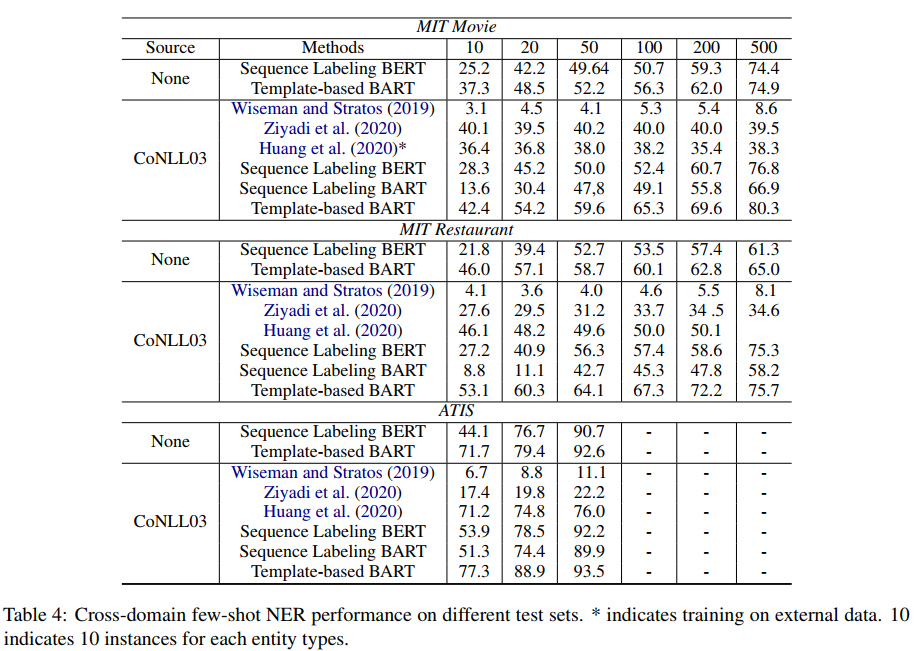 MIT Movie
Source Methods 10 20 50 100 200 500
None
Sequence Labeling BERT 25.2 42.2 49.64 50.7 59.3 74.4
Template-based BART 37.3 48.5 52.2 56.3 62.0 74.9
CoNLL03
Wiseman and Stratos (2019) 3.1 4.5 4.1 5.3 5.4 8.6
Ziyadi et al. (2020) 40.1 39.5 40.2 40.0 40.0 39.5
Huang et al. (2020)* 36.4 36.8 38.0 38.2 35.4 38.3
Sequence Labeling BERT 28.3 45.2 50.0 52.4 60.7 76.8
Sequence Labeling BART 13.6 30.4 47,8 49.1 55.8 66.9
Template-based BART 42.4 54.2 59.6 65.3 69.6 80.3
MIT Restaurant
None
Sequence Labeling BERT 21.8 39.4 52.7 53.5 57.4 61.3
Template-based BART 46.0 57.1 58.7 60.1 62.8 65.0
CoNLL03
Wiseman and Stratos (2019) 4.1 3.6 4.0 4.6 5.5 8.1
Ziyadi et al. (2020) 27.6 29.5 31.2 33.7 34 .5 34.6
Huang et al. (2020) 46.1 48.2 49.6 50.0 50.1
Sequence Labeling BERT 27.2 40.9 56.3 57.4 58.6 75.3
Sequence Labeling BART 8.8 11.1 42.7 45.3 47.8 58.2
Template-based BART 53.1 60.3 64.1 67.3 72.2 75.7
ATIS
None
Sequence Labeling BERT 44.1 76.7 90.7 - - -
Template-based BART 71.7 79.4 92.6 - - -
CoNLL03
Wiseman and Stratos (2019) 6.7 8.8 11.1 - - -
Ziyadi et al. (2020) 17.4 19.8 22.2 - - -
Huang et al. (2020) 71.2 74.8 76.0 - - -
Sequence Labeling BERT 53.9 78.5 92.2 - - -
Sequence Labeling BART 51.3 74.4 89.9 - - -
Template-based BART 77.3 88.9 93.5 - - -
Table 4: Cross-domain few-shot NER performance on different test sets. * indicates training on external data. 10
indicates 10 instances for each entity types.